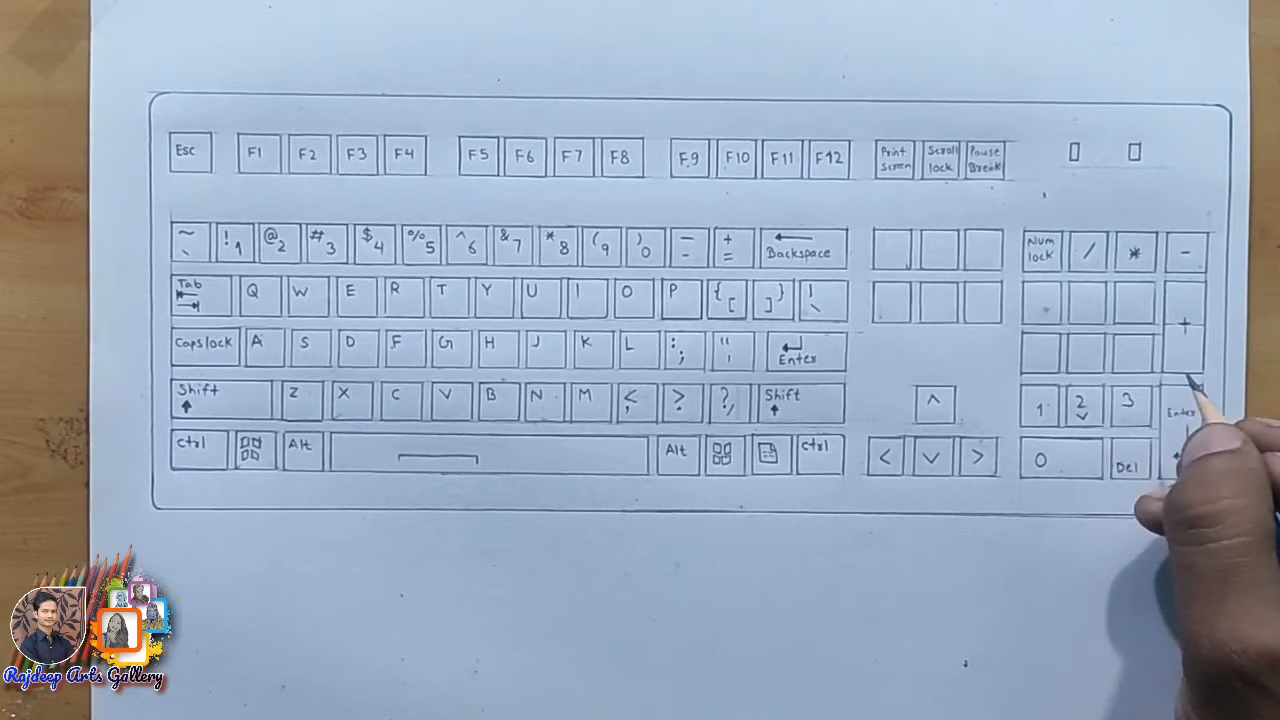 Esc F1 F2 F3 F4 F5 F6 F7 F8 F9 F10 F11 F12 Print Scroll Pause
Screen lock Break
~ ! @ # $ % ^ & * ( ) — +
` 1 2 3 4 5 6 7 8 9 0 - = Backspace Num lock / * -
Tab Q W E R T Y U I O P { [ } ] | \ +
Caps lock A S D F G H J K L : ; " ' Enter
Shift Z X C V B N M < , > . ? / Shift ^ 1 2 3 Enter
Ctrl Alt Alt Ctrl < v > 0 Del
Rajdeep Arts Gallery